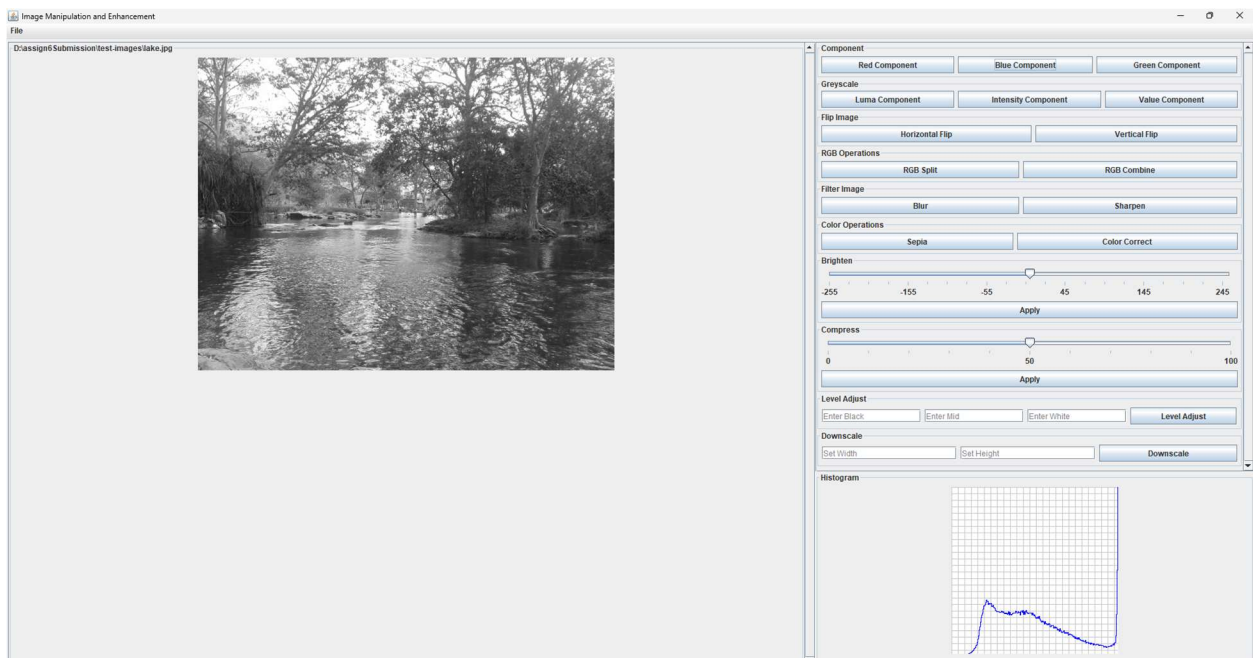 Image Manipulation and Enhancement
File
D:\assign6Submission\test-images\lake.jpg
Component
Red Component Blue Component Green Component
Greyscale
Luma Component Intensity Component Value Component
Flip Image
Horizontal Flip Vertical Flip
RGB Operations
RGB Split RGB Combine
Filter Image
Blur Sharpen
Color Operations
Sepia Color Correct
Brighten
-255 -155 -55 45 145 245
Apply
Compress
0 50 100
Apply
Level Adjust
Enter Black Enter Mid Enter White Level Adjust
Downscale
Set Width Set Height Downscale
Histogram